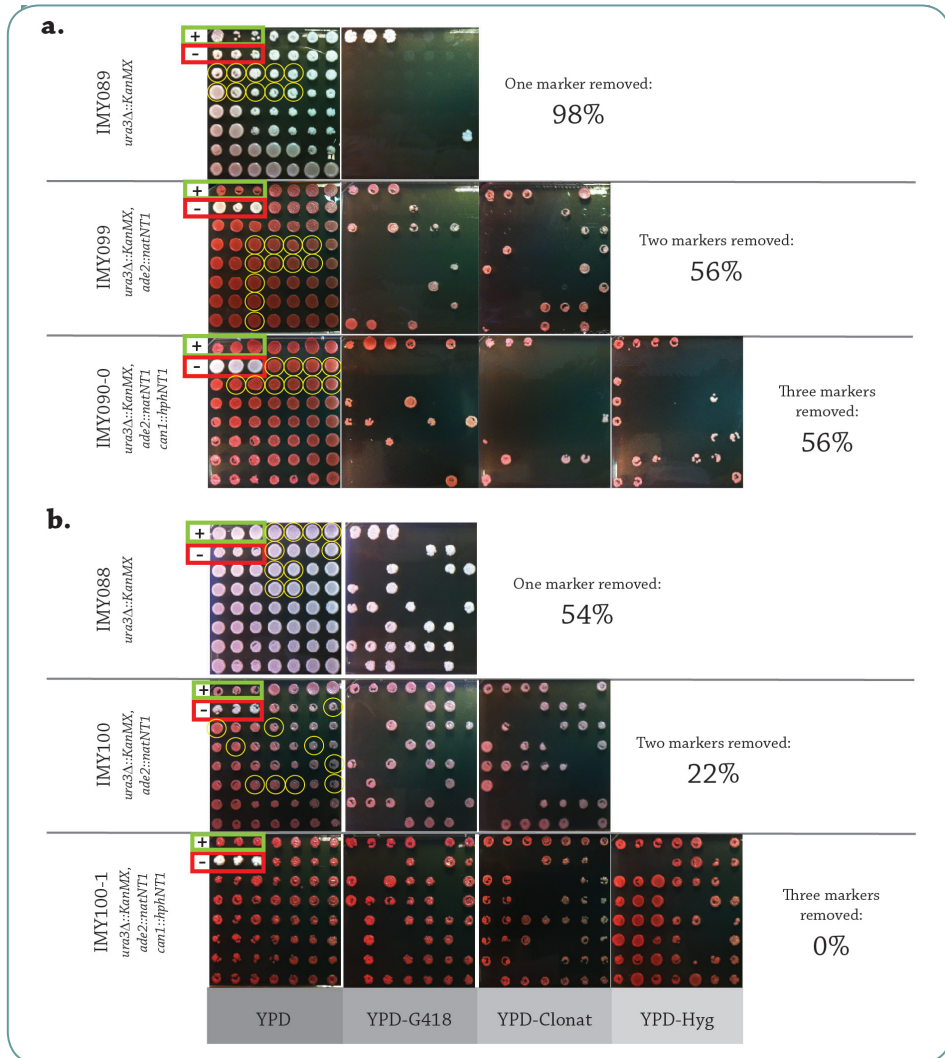 a.
+
-
IMY089
ura3Δ::KanMX
One marker removed:
98%
+
-
IMY099
ura3Δ::KanMX,
ade2::natNT1
Two markers removed:
56%
+
-
IMY090-0
ura3Δ::KanMX,
ade2::natNT1
can1::hphNT1
Three markers
removed:
56%
b.
+
-
IMY088
ura3Δ::KanMX
One marker removed:
54%
+
-
IMY100
ura3Δ::KanMX,
ade2::natNT1
Two markers removed:
22%
+
-
IMY100-1
ura3Δ::KanMX,
ade2::natNT1
can1::hphNT1
Three markers
removed:
0%
YPD
YPD-G418
YPD-Clonat
YPD-Hyg